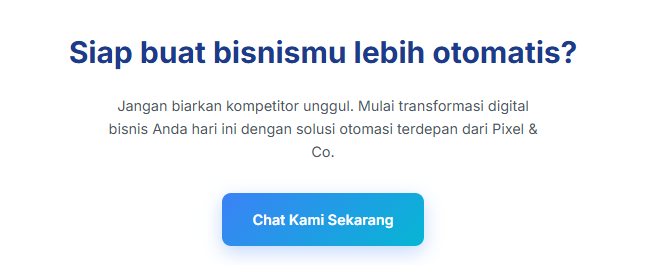 Siap buat bisnismu lebih otomatis?
Jangan biarkan kompetitor unggul. Mulai transformasi digital
bisnis Anda hari ini dengan solusi otomasi terdepan dari Pixel &
Co.
Chat Kami Sekarang